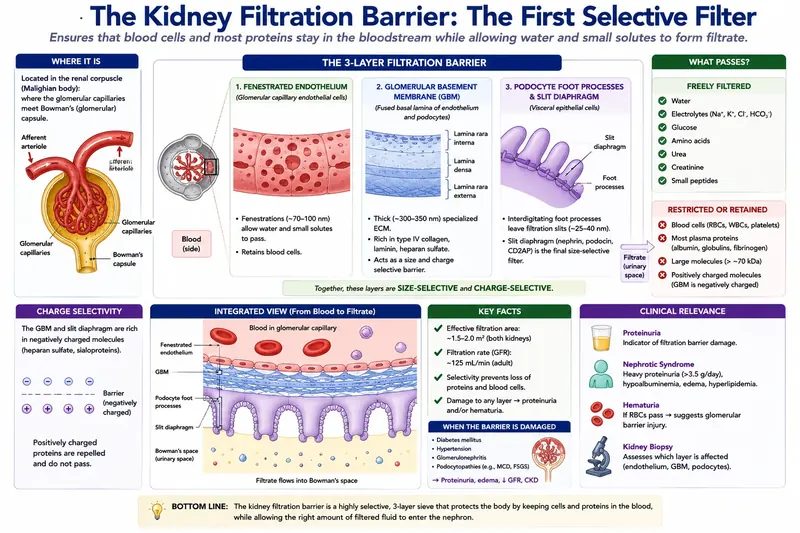 The Kidney Filtration Barrier: The First Selective Filter
Ensures that blood cells and most proteins stay in the bloodstream while allowing water and small solutes to form filtrate.
WHERE IT IS
Located in the renal corpuscle
(Malighian body):
where the glomerular capillaries
meet Bowman's (glomerular)
capsule.
Afferent
arteriole
arteriole
Glomerular
capillaries
Glomerular
capillaries
Bowman's
capsule
THE 3-LAYER FILTRATION BARRIER
Blood
(side)
1. FENESTRATED ENDOTHELIUM
(Glomerular capillary endothelial cells)
• Fenestrations (~70–100 nm)
allow water and small solutes
to pass.
• Retains blood cells.
2. GLOMERULAR BASEMENT
MEMBRANE (GBM)
(Fused basal lamina of endothelium
and podocytes)
Lamina rara
interna
Lamina
densa
Lamina rara
externa
• Thick (~300–350 nm) specialized
ECM.
• Rich in type IV collagen,
laminin, heparan sulfate.
• Acts as a size and charge
selective barrier.
3. PODOCYTE FOOT PROCESSES
& SLIT DIAPHRAGM
(Visceral epithelial cells)
Slit
diaphragm
Foot
processes
• Interdigitating foot processes
leave filtration slits (~25–40 nm).
• Slit diaphragm (nephrin, podocin,
CD2AP) is the final size-selective
filter.
Filtrate
(urinary
space)
Together, these layers are SIZE-SELECTIVE and CHARGE-SELECTIVE.
WHAT PASSES?
FREELY FILTERED
Water
Electrolytes (Na⁺, K⁺, Cl⁻, HCO₃⁻)
Glucose
Amino acids
Urea
Creatinine
Small peptides
RESTRICTED OR RETAINED
Blood cells (RBCs, WBCs, platelets)
Most plasma proteins
(albumin, globulins, fibrinogen)
Large molecules (> ~70 kDa)
Positively charged molecules
(GBM is negatively charged)
CHARGE SELECTIVITY
The GBM and slit diaphragm are rich
in negatively charged molecules
(heparan sulfate, sialoproteins).
Barrier
(negatively
charged)
Positively charged
proteins are repelled
and do not pass.
INTEGRATED VIEW (From Blood to Filtrate)
Blood in glomerular capillary
Fenestrated
endothelium
GBM
Podocyte foot
processes
Slit diaphragm
Bowman's space
(urinary space)
Filtrate flows into Bowman's space
KEY FACTS
Effective filtration area:
~1.5–2.0 m² (both kidneys)
Filtration rate (GFR):
~125 mL/min (adult)
Selectivity prevents loss of
proteins and blood cells.
Damage to any layer → proteinuria
and/or hematuria.
WHEN THE BARRIER IS DAMAGED
• Diabetes mellitus
• Hypertension
• Glomerulonephritis
• Podocytopathies (e.g., MCD, FSGS)
→ Proteinuria, edema, ↓ GFR, CKD
CLINICAL RELEVANCE
Proteinuria
Indicator of filtration barrier damage.
Nephrotic Syndrome
Heavy proteinuria (>3.5 g/day),
hypoalbuminemia, edema, hyperlipidemia.
Hematuria
If RBCs pass → suggests glomerular
barrier injury.
Kidney Biopsy
Assesses which layer is affected
(endothelium, GBM, podocytes).
BOTTOM LINE: The kidney filtration barrier is a highly selective, 3-layer sieve that protects the body by keeping cells and proteins in the blood,
while allowing the right amount of filtered fluid to enter the nephron.